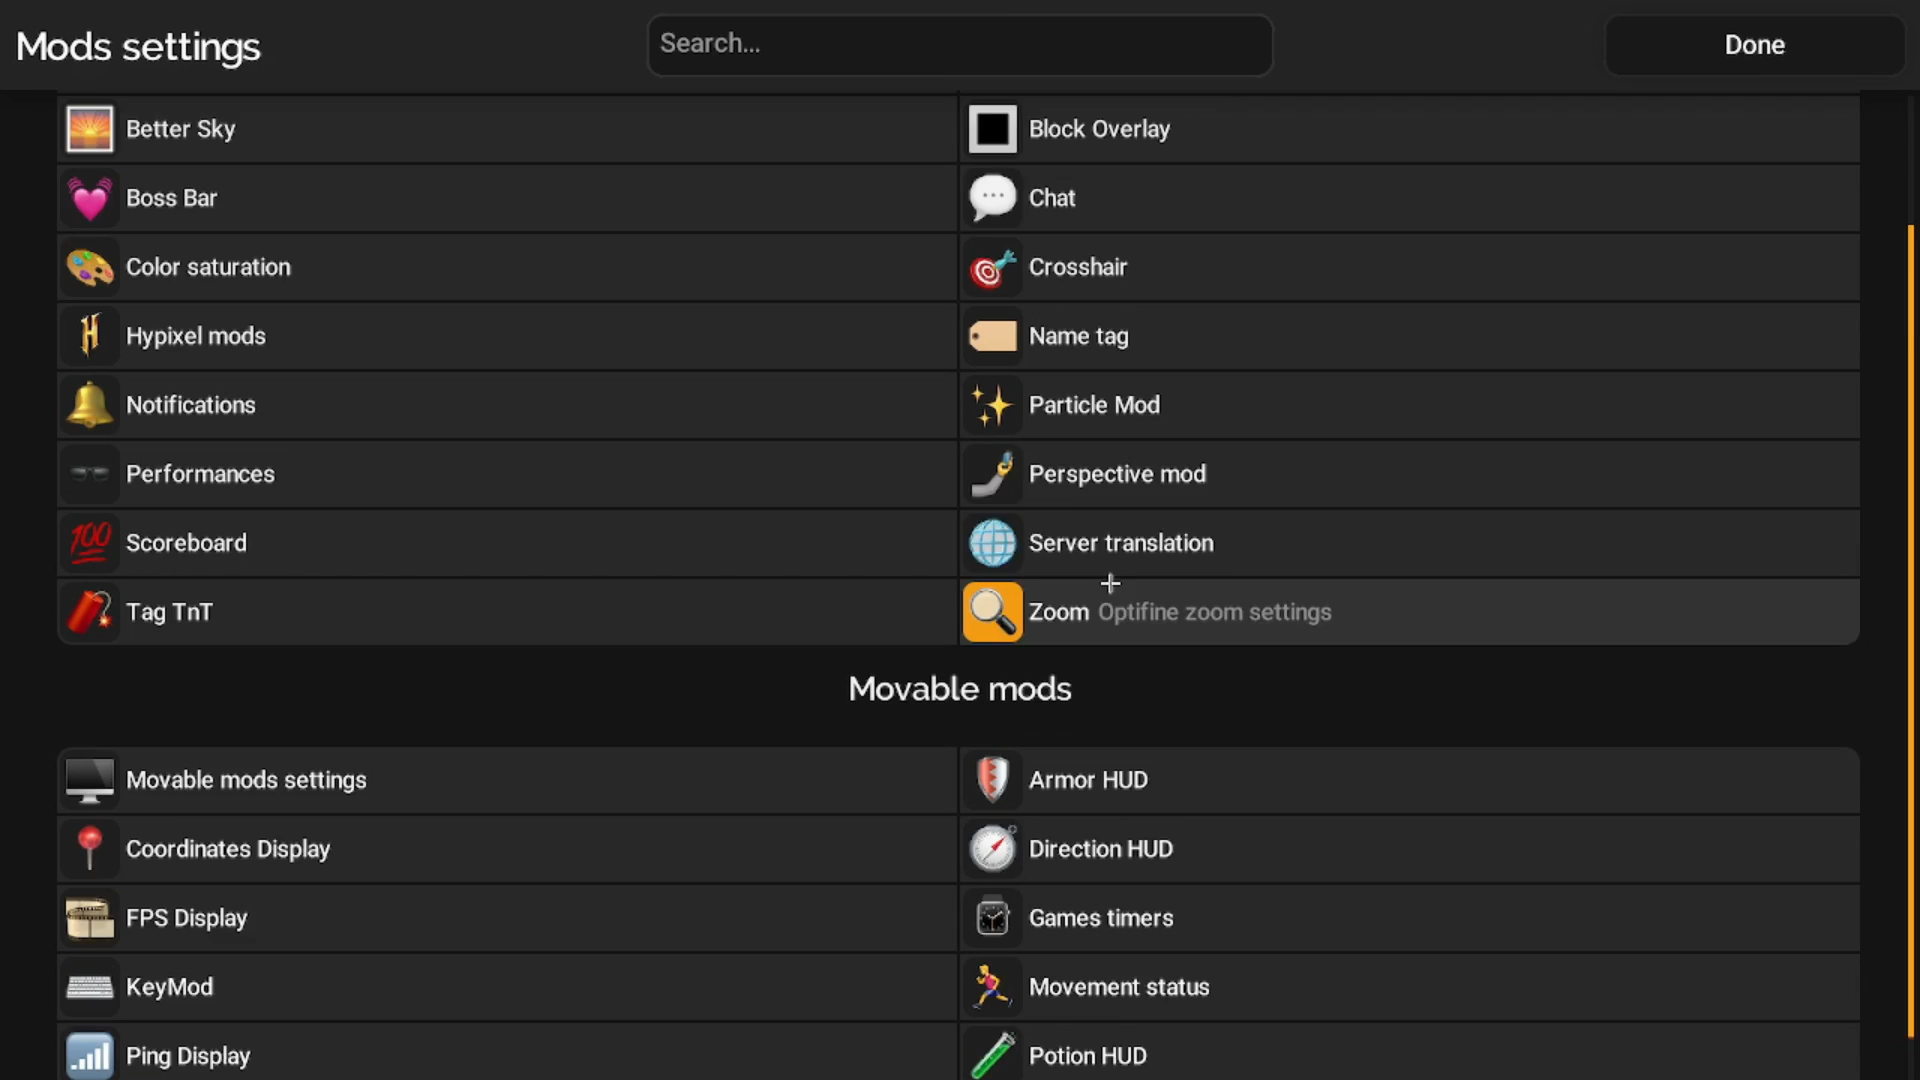 Mods settings
Search...
Done
Better Sky
Block Overlay
Boss Bar
Chat
Color saturation
Crosshair
Hypixel mods
Name tag
Notifications
Particle Mod
Performances
Perspective mod
100
Scoreboard
Server translation
Tag TnT
Zoom Optifine zoom settings
Movable mods
Movable mods settings
Armor HUD
Coordinates Display
Direction HUD
FPS Display
Games timers
KeyMod
Movement status
Ping Display
Potion HUD